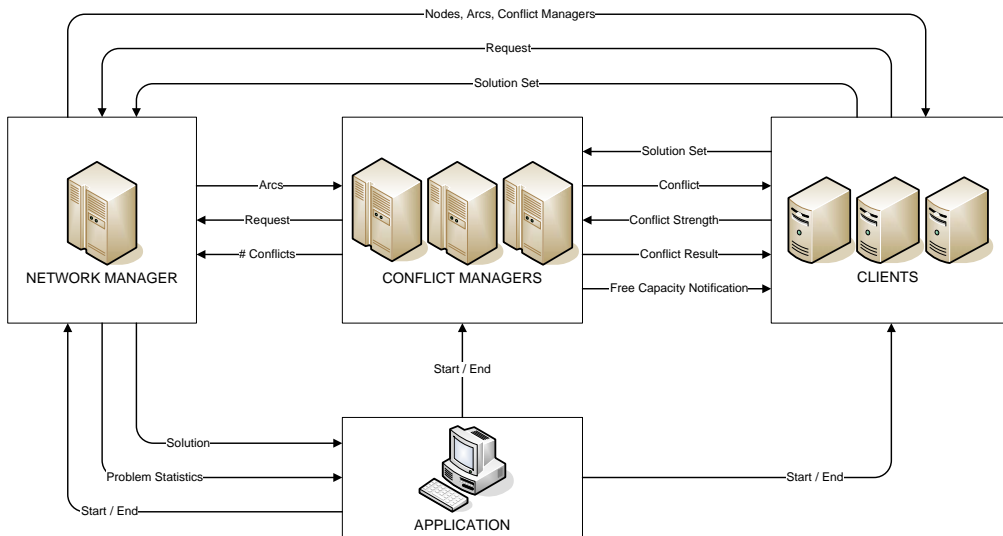 Nodes, Arcs, Conflict Managers
Request
Solution Set
Solution Set
Arcs
Conflict
Request
Conflict Strength
# Conflicts
Conflict Result
NETWORK MANAGER
CONFLICT MANAGERS
CLIENTS
Free Capacity Notification
Start / End
Solution
Problem Statistics
Start / End
Start / End
APPLICATION